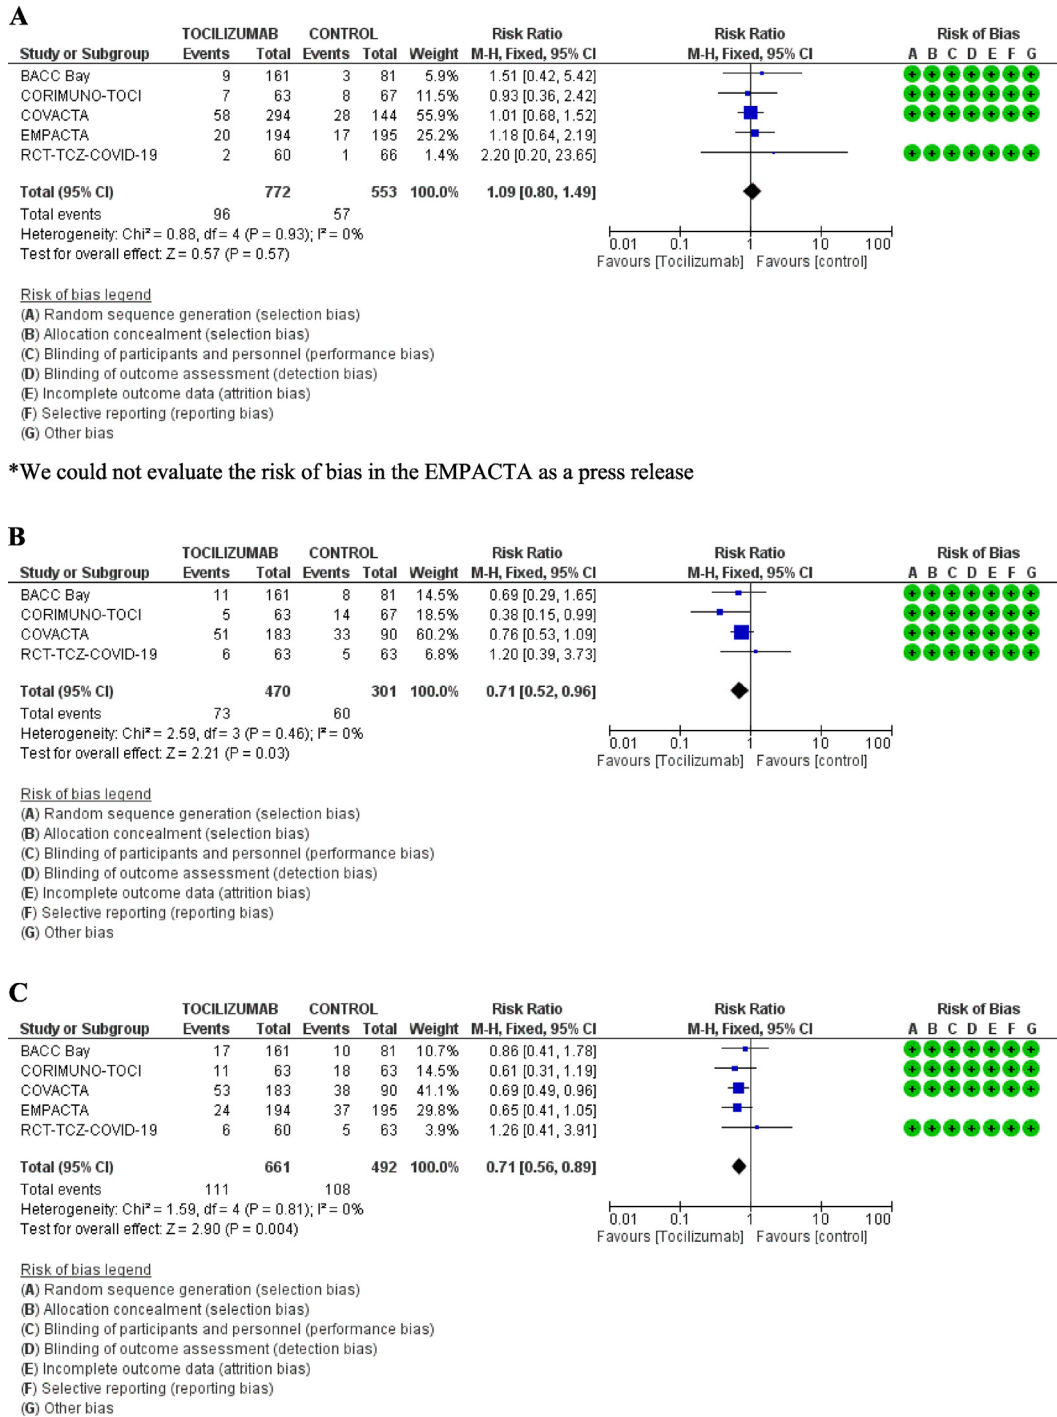 A
TOCILIZUMAB CONTROL Risk Ratio Risk Ratio Risk of Bias
Study or Subgroup Events Total Events Total Weight M-H, Fixed, 95% CI M-H, Fixed, 95% CI A B C D E F G
BACC Bay 9 161 3 81 5.9% 1.51 [0.42, 5.42] + + + + + + +
CORIMUNO-TOCI 7 63 8 67 11.5% 0.93 [0.36, 2.42] + + + + + + +
COVACTA 58 294 28 144 55.9% 1.01 [0.68, 1.52] + + + + + + +
EMPACTA 20 194 17 195 25.2% 1.18 [0.64, 2.19]
RCT-TCZ-COVID-19 2 60 1 66 1.4% 2.20 [0.20, 23.65] + + + + + + +
Total (95% CI) 772 553 100.0% 1.09 [0.80, 1.49]
Total events 96 57
Heterogeneity: Chi² = 0.88, df = 4 (P = 0.93); I² = 0%
Test for overall effect: Z = 0.57 (P = 0.57)
0.01 0.1 1 10 100
Favours [Tocilizumab] Favours [control]
Risk of bias legend
(A) Random sequence generation (selection bias)
(B) Allocation concealment (selection bias)
(C) Blinding of participants and personnel (performance bias)
(D) Blinding of outcome assessment (detection bias)
(E) Incomplete outcome data (attrition bias)
(F) Selective reporting (reporting bias)
(G) Other bias
*We could not evaluate the risk of bias in the EMPACTA as a press release
B
TOCILIZUMAB CONTROL Risk Ratio Risk Ratio Risk of Bias
Study or Subgroup Events Total Events Total Weight M-H, Fixed, 95% CI M-H, Fixed, 95% CI A B C D E F G
BACC Bay 11 161 8 81 14.5% 0.69 [0.29, 1.65] + + + + + + +
CORIMUNO-TOCI 5 63 14 67 18.5% 0.38 [0.15, 0.99] + + + + + + +
COVACTA 51 183 33 90 60.2% 0.76 [0.53, 1.09] + + + + + + +
RCT-TCZ-COVID-19 6 63 5 63 6.8% 1.20 [0.39, 3.73] + + + + + + +
Total (95% CI) 470 301 100.0% 0.71 [0.52, 0.96]
Total events 73 60
Heterogeneity: Chi² = 2.59, df = 3 (P = 0.46); I² = 0%
Test for overall effect: Z = 2.21 (P = 0.03)
0.01 0.1 1 10 100
Favours [Tocilizumab] Favours [control]
Risk of bias legend
(A) Random sequence generation (selection bias)
(B) Allocation concealment (selection bias)
(C) Blinding of participants and personnel (performance bias)
(D) Blinding of outcome assessment (detection bias)
(E) Incomplete outcome data (attrition bias)
(F) Selective reporting (reporting bias)
(G) Other bias
C
TOCILIZUMAB CONTROL Risk Ratio Risk Ratio Risk of Bias
Study or Subgroup Events Total Events Total Weight M-H, Fixed, 95% CI M-H, Fixed, 95% CI A B C D E F G
BACC Bay 17 161 10 81 10.7% 0.86 [0.41, 1.78] + + + + + + +
CORIMUNO-TOCI 11 63 18 63 14.5% 0.61 [0.31, 1.19] + + + + + + +
COVACTA 53 183 38 90 41.1% 0.69 [0.49, 0.96] + + + + + + +
EMPACTA 24 194 37 195 29.8% 0.65 [0.41, 1.05]
RCT-TCZ-COVID-19 6 60 5 63 3.9% 1.26 [0.41, 3.91] + + + + + + +
Total (95% CI) 661 492 100.0% 0.71 [0.56, 0.89]
Total events 111 108
Heterogeneity: Chi² = 1.59, df = 4 (P = 0.81); I² = 0%
Test for overall effect: Z = 2.90 (P = 0.004)
0.01 0.1 1 10 100
Favours [Tocilizumab] Favours [control]
Risk of bias legend
(A) Random sequence generation (selection bias)
(B) Allocation concealment (selection bias)
(C) Blinding of participants and personnel (performance bias)
(D) Blinding of outcome assessment (detection bias)
(E) Incomplete outcome data (attrition bias)
(F) Selective reporting (reporting bias)
(G) Other bias